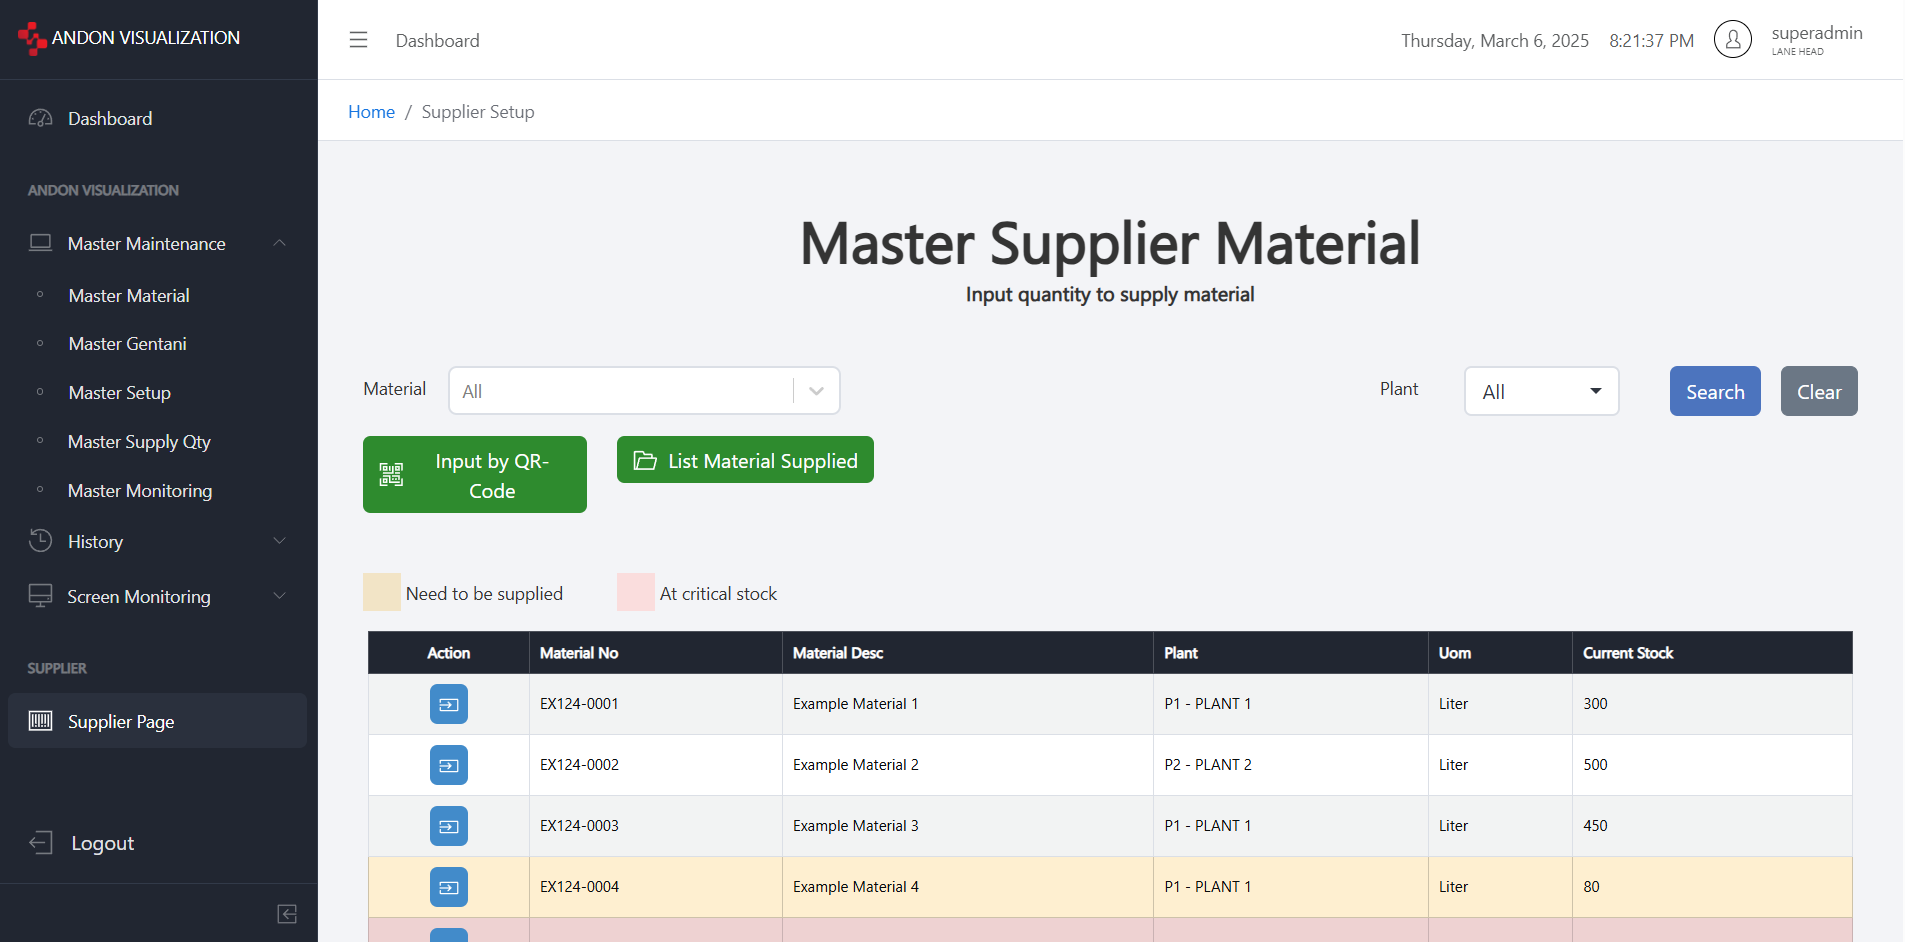 ANDON VISUALIZATION
Dashboard
Thursday, March 6, 2025 8:21:37 PM
superadmin
LANE HEAD
Home / Supplier Setup
Dashboard
ANDON VISUALIZATION
Master Maintenance
Master Material
Master Gentani
Master Setup
Master Supply Qty
Master Monitoring
History
Screen Monitoring
SUPPLIER
Supplier Page
Logout
Master Supplier Material
Input quantity to supply material
Material All Plant All Search Clear
Input by QR-
Code
List Material Supplied
Need to be supplied At critical stock
Action Material No Material Desc Plant Uom Current Stock
EX124-0001 Example Material 1 P1 - PLANT 1 Liter 300
EX124-0002 Example Material 2 P2 - PLANT 2 Liter 500
EX124-0003 Example Material 3 P1 - PLANT 1 Liter 450
EX124-0004 Example Material 4 P1 - PLANT 1 Liter 80